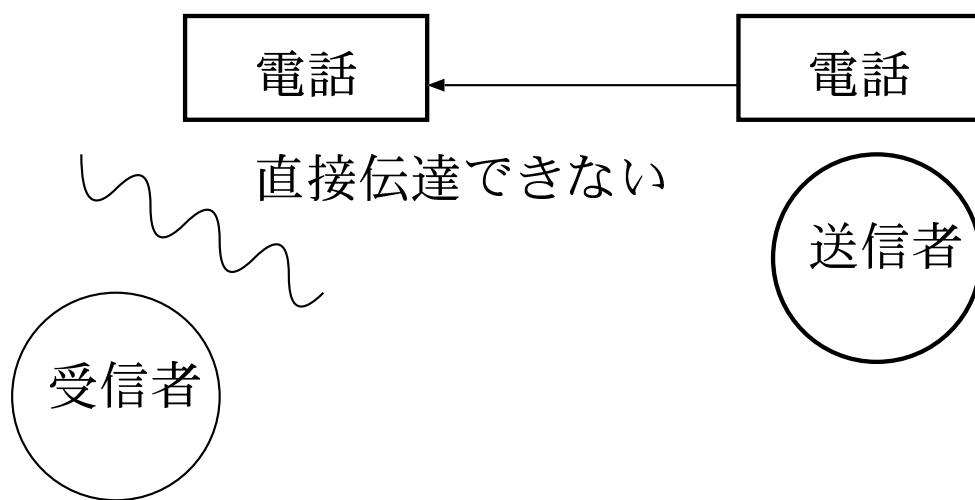 電話
電話
直接伝達できない
送信者
受信者